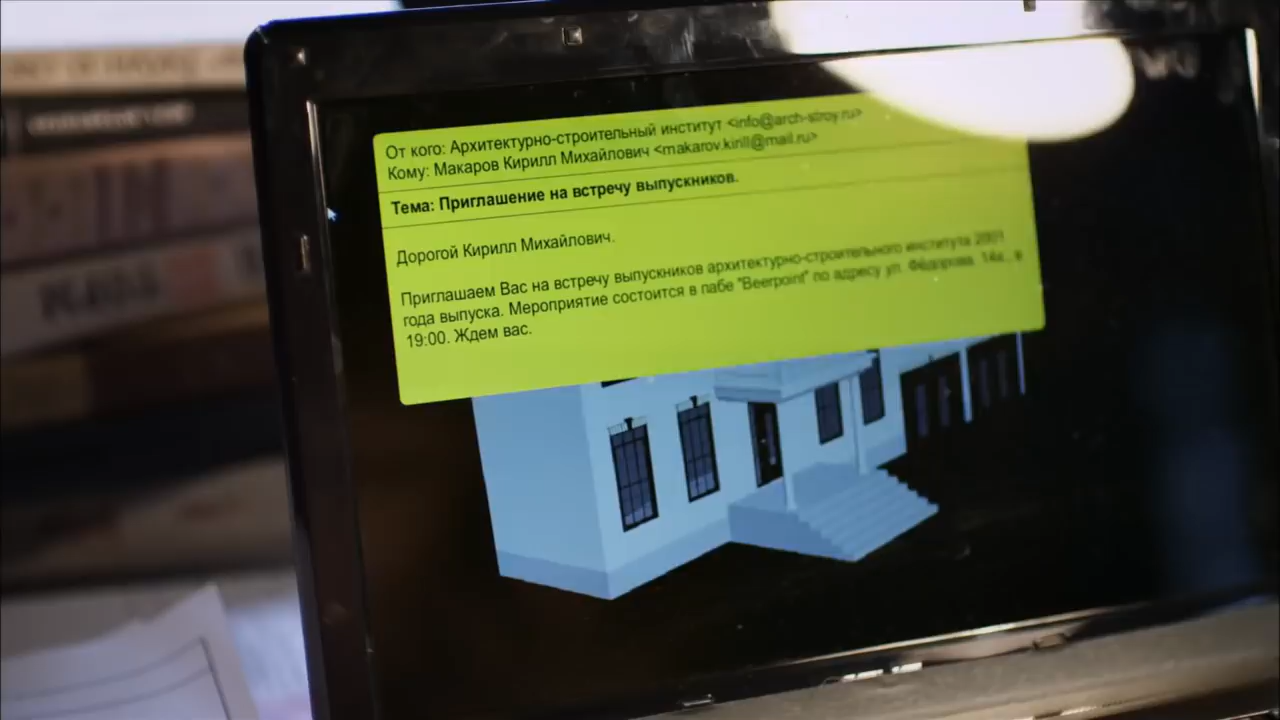 От кого: Архитектурно-строительный институт <info@arch-stroy.ru>
Кому: Макаров Кирилл Михайлович <makarov.kirill@mail.ru>
Тема: Приглашение на встречу выпускников.
Дорогой Кирилл Михайлович.
Приглашаем Вас на встречу выпускников архитектурно-строительного института 2001
года выпуска. Мероприятие состоится в пабе "Beerpoint" по адресу ул. Фёдорова, 14а., в
19:00. Ждем вас.